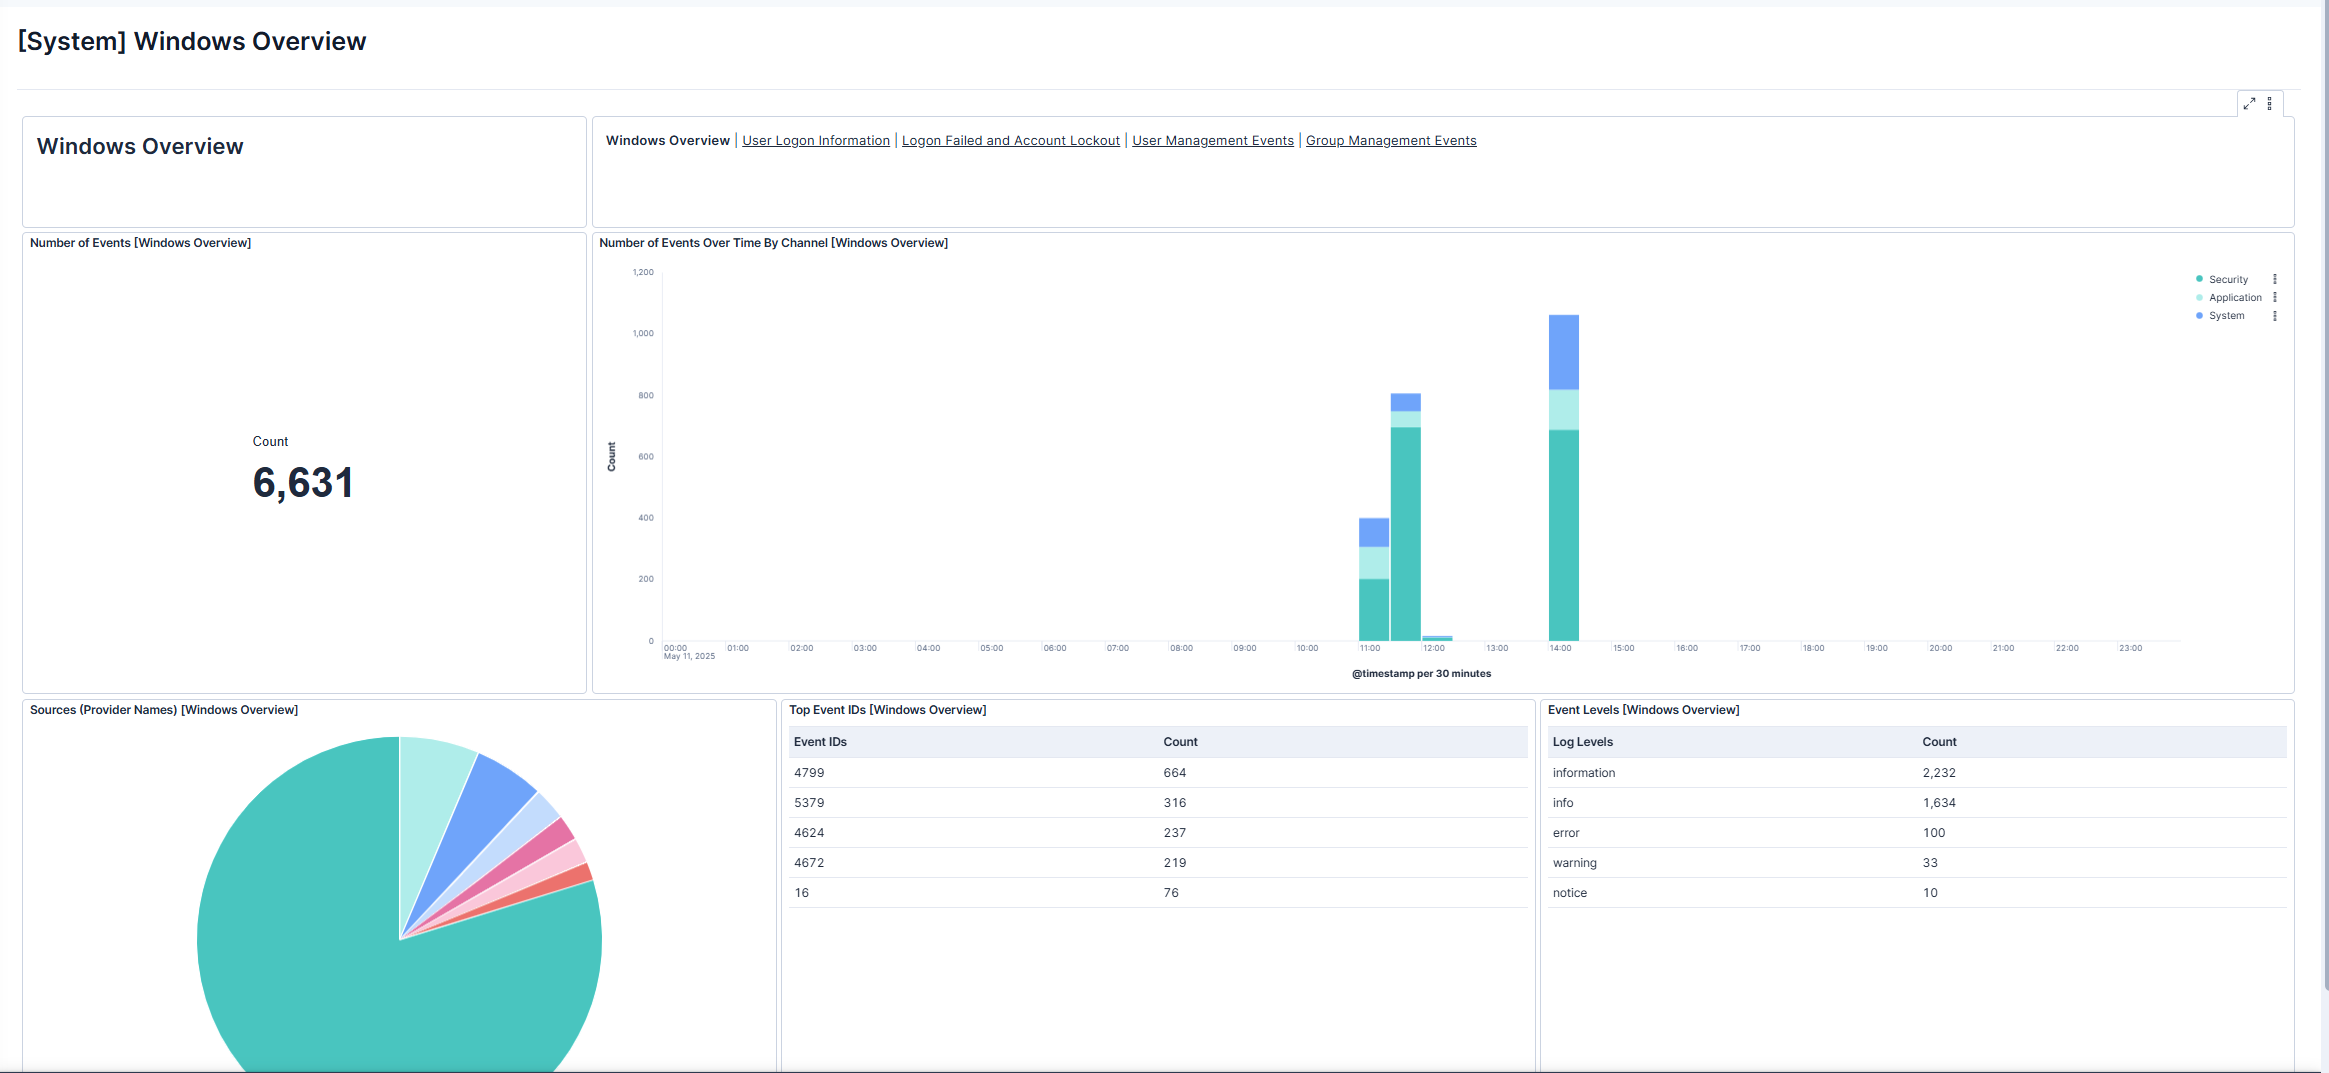 [System] Windows Overview
Windows Overview
Windows Overview | User Logon Information | Logon Failed and Account Lockout | User Management Events | Group Management Events
Number of Events [Windows Overview]
Count
6,631
Number of Events Over Time By Channel [Windows Overview]
1,200
1,000
800
600
400
200
0
Count
00:00 01:00 02:00 03:00 04:00 05:00 06:00 07:00 08:00 09:00 10:00 11:00 12:00 13:00 14:00 15:00 16:00 17:00 18:00 19:00 20:00 21:00 22:00 23:00
May 11, 2025
@timestamp per 30 minutes
Security
Application
System
Sources (Provider Names) [Windows Overview]
Top Event IDs [Windows Overview]
Event IDs Count
4799 664
5379 316
4624 237
4672 219
16 76
Event Levels [Windows Overview]
Log Levels Count
information 2,232
info 1,634
error 100
warning 33
notice 10